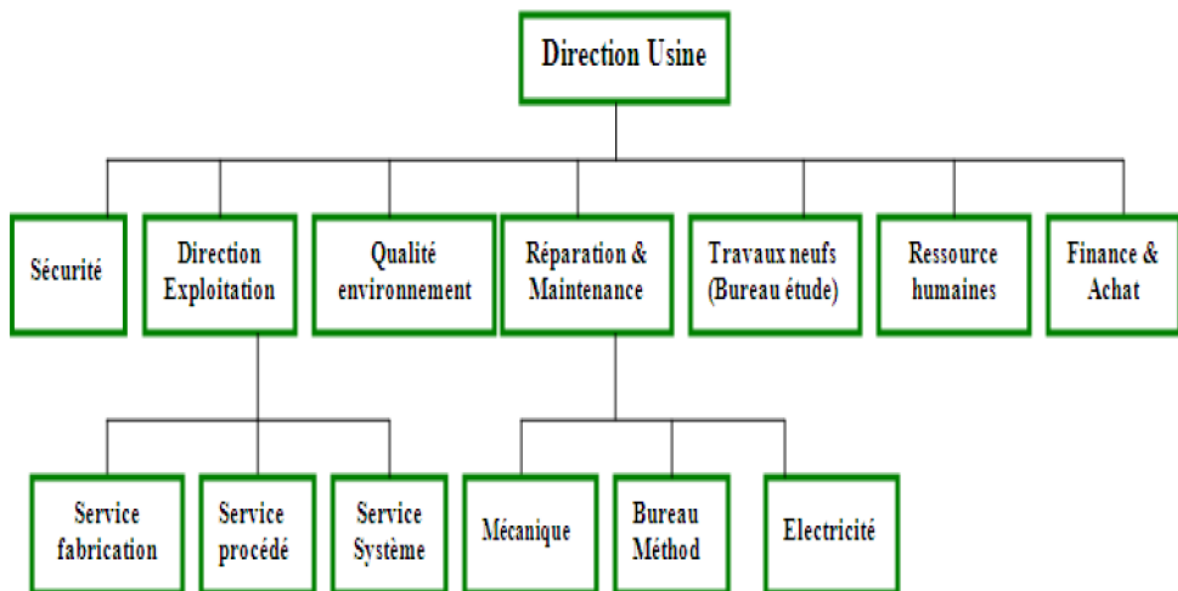 Direction Usine
Sécurité
Direction
Exploitation
Qualité
environnement
Réparation &
Maintenance
Travaux neufs
(Bureau étude)
Ressource
humaines
Finance &
Achat
Service
fabrication
Service
procédé
Service
Système
Mécanique
Bureau
Méthod
Electricité